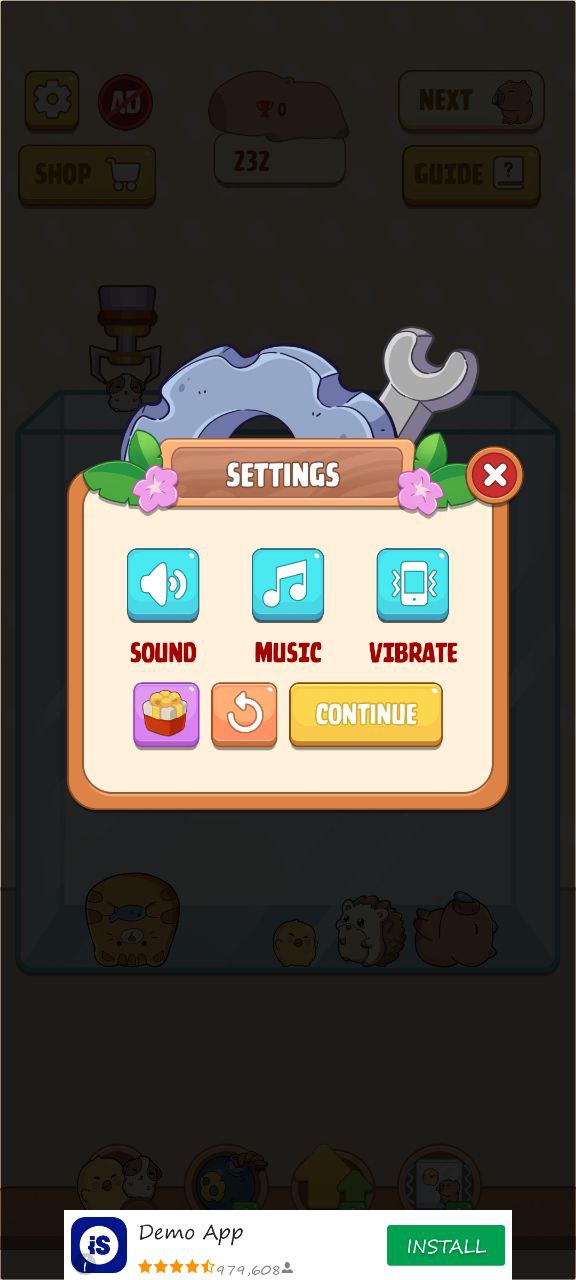 AD
0
NEXT
232
SHOP
GUIDE
?
SETTINGS
SOUND
MUSIC
VIBRATE
CONTINUE
iS
Demo App
979,608
INSTALL